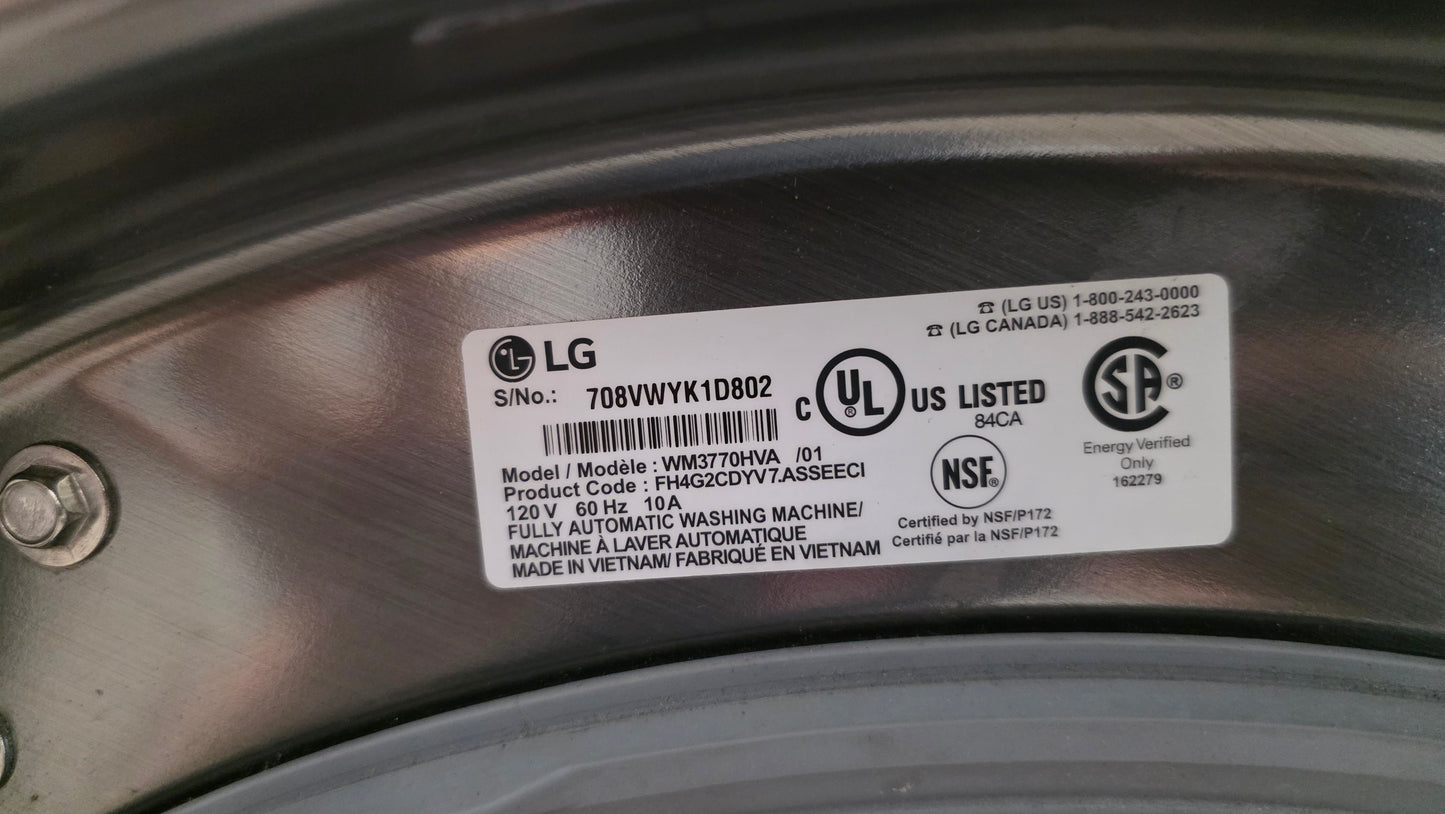 LG
☎ (LG US) 1-800-243-0000
☎ (LG CANADA) 1-888-542-2623
S/No.: 708VWYK1D802
Model / Modèle : WM3770HVA /01
Product Code : FH4G2CDYV7.ASSEECI
120 V 60 Hz 10A
FULLY AUTOMATIC WASHING MACHINE/
MACHINE À LAVER AUTOMATIQUE
MADE IN VIETNAM/ FABRIQUÉ EN VIETNAM
C UL® US LISTED
84CA
NSF®
Certified by NSF/P172
Certifié par la NSF/P172
SA®
Energy Verified
Only
162279